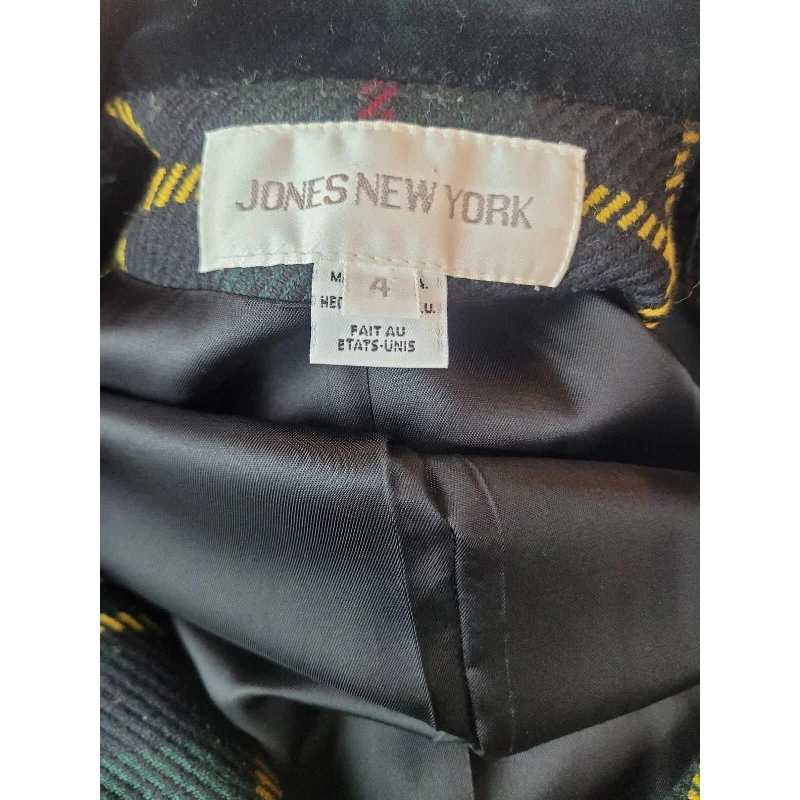 JONES NEW YORK
4
FAIT AU
ETATS-UNIS